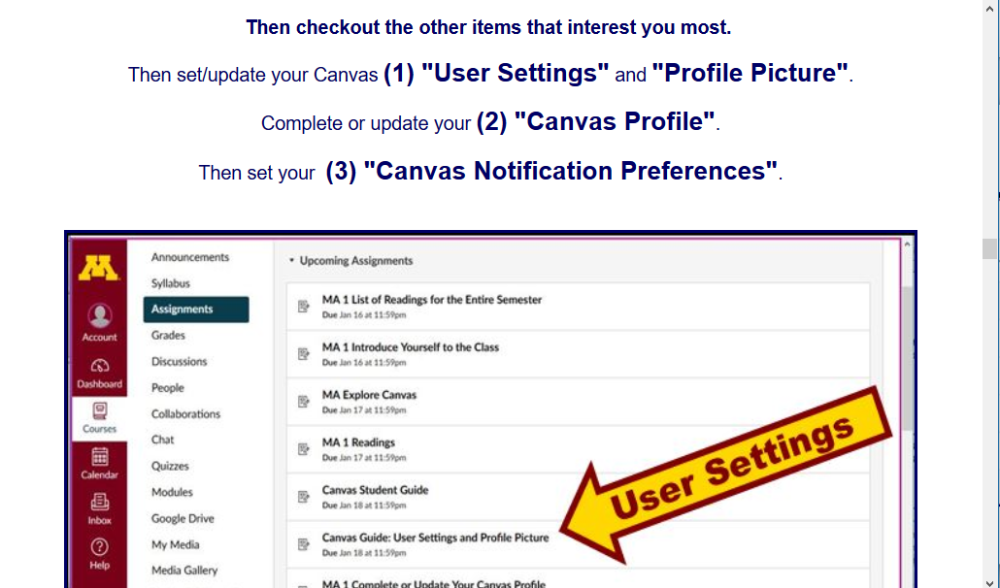 Then checkout the other items that interest you most.
Then set/update your Canvas (1) "User Settings" and "Profile Picture".
Complete or update your (2) "Canvas Profile".
Then set your (3) "Canvas Notification Preferences".
M
Account
Dashboard
Courses
Calendar
Inbox
Help
Announcements
Syllabus
Assignments
Grades
Discussions
People
Collaborations
Chat
Quizzes
Modules
Google Drive
My Media
Media Gallery
Upcoming Assignments
MA 1 List of Readings for the Entire Semester
Due Jan 16 at 11:59pm
MA 1 Introduce Yourself to the Class
Due Jan 16 at 11:59pm
MA Explore Canvas
Due Jan 17 at 11:59pm
MA 1 Readings
Due Jan 17 at 11:59pm
Canvas Student Guide
Due Jan 18 at 11:59pm
Canvas Guide: User Settings and Profile Picture
Due Jan 18 at 11:59pm
MA 1 Complete or Update Your Canvas Profile
User Settings